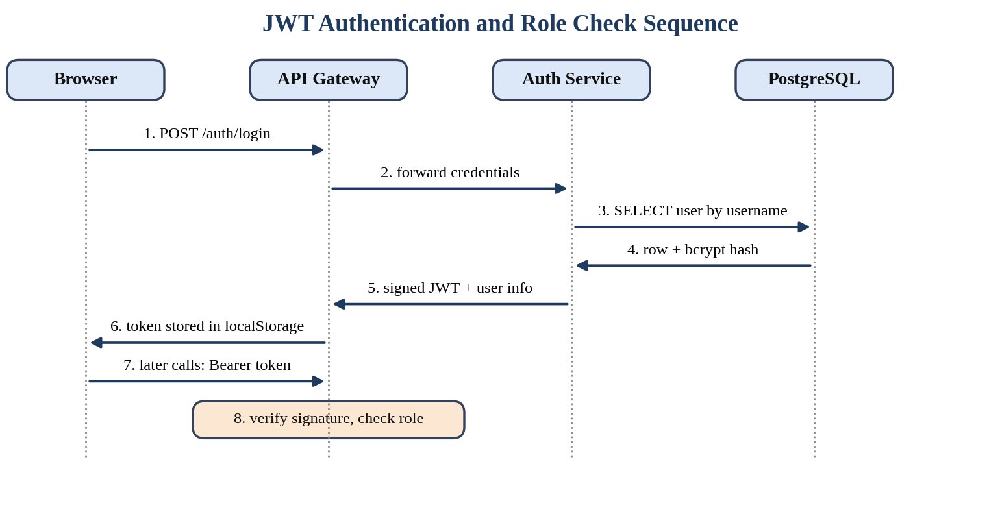 JWT Authentication and Role Check Sequence
Browser
API Gateway
Auth Service
PostgreSQL
1. POST /auth/login
2. forward credentials
3. SELECT user by username
4. row + bcrypt hash
5. signed JWT + user info
6. token stored in localStorage
7. later calls: Bearer token
8. verify signature, check role